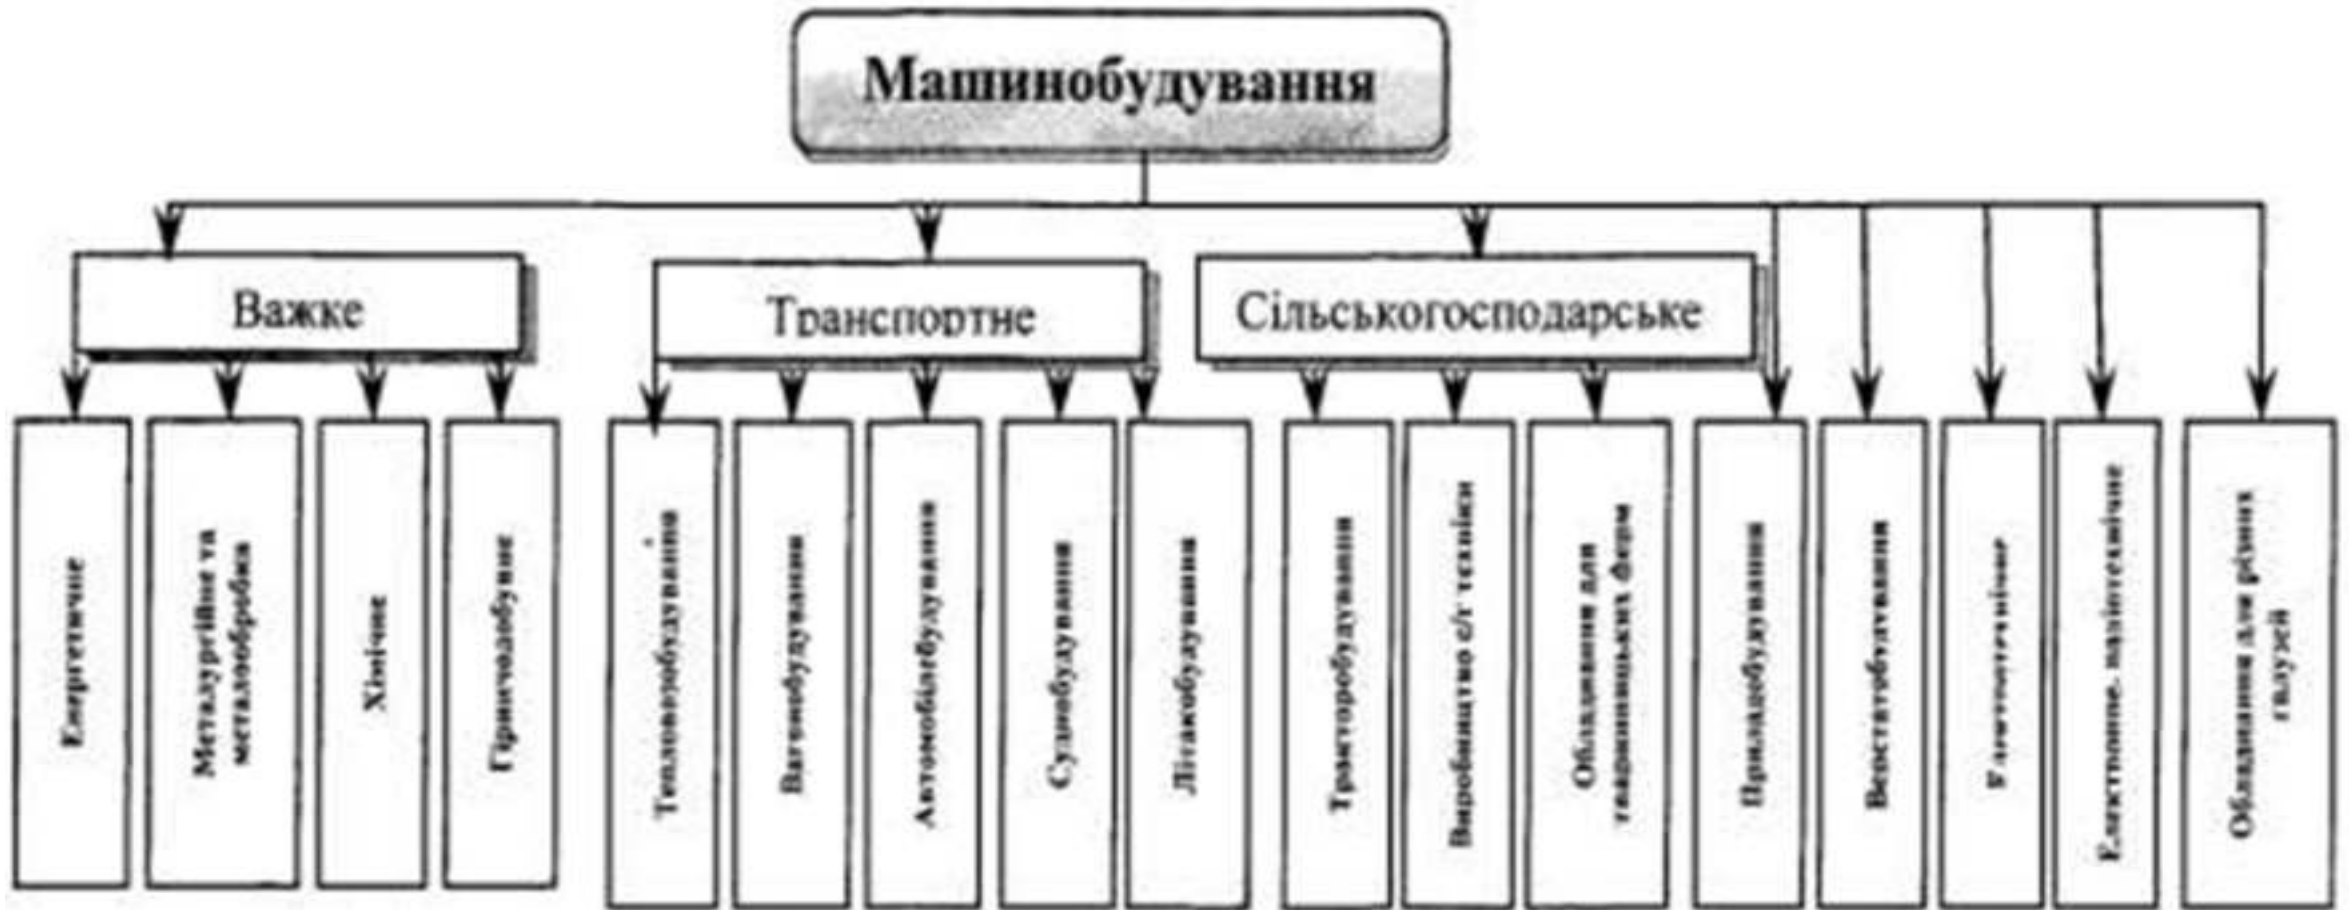 Машинобудування
Важке
Транспортне
Сільськогосподарське
Енергетичне
Металургійне та
металообробка
Хімічне
Гірничодобувне
Тепловозобудування
Вагонобудування
Автомобілебудування
Суднобудування
Літакобудування
Тракторобудування
Виробництво с/г техніки
Обладнання для
тваринницьких ферм
Приладобудування
Верстатобудування
Електротехнічне
Електронне, радіотехнічне
Обладнання для різних
галузей